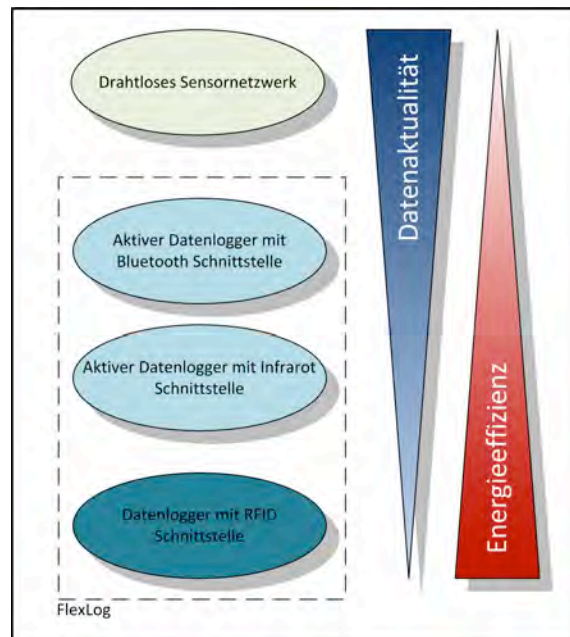 Drahtloses Sensornetzwerk
Aktiver Datenlogger mit
Bluetooth Schnittstelle
Aktiver Datenlogger mit Infrarot
Schnittstelle
Datenlogger mit RFID
Schnittstelle
FlexLog
Datenaktualität
Energieeffizienz